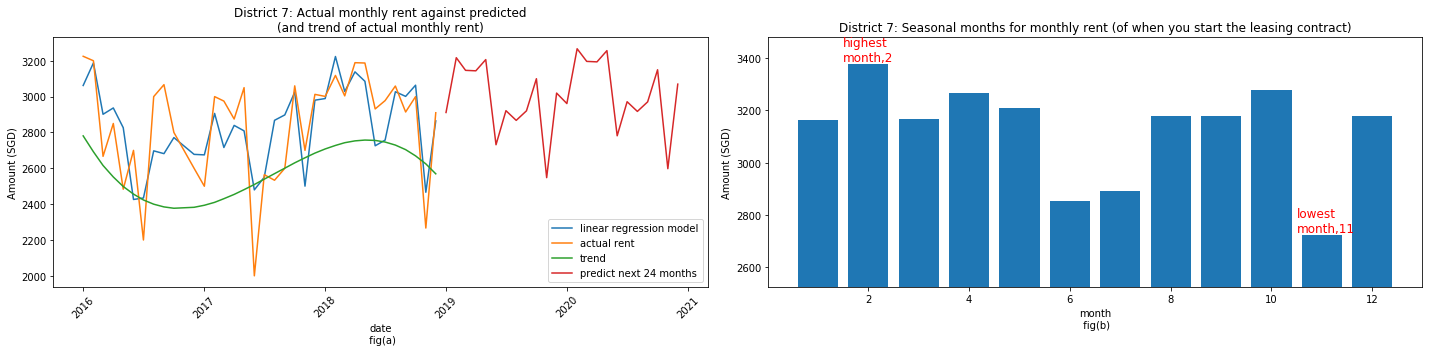 District 7: Actual monthly rent against predicted
(and trend of actual monthly rent)
Amount (SGD)
3200
3000
2800
2600
2400
2200
2000
linear regression model
actual rent
trend
predict next 24 months
2016
2017
2018
2019
2020
2021
date
fig(a)
District 7: Seasonal months for monthly rent (of when you start the leasing contract)
Amount (SGD)
3400
3200
3000
2800
2600
highest
month,2
lowest
month,11
2
4
6
8
10
12
month
fig(b)